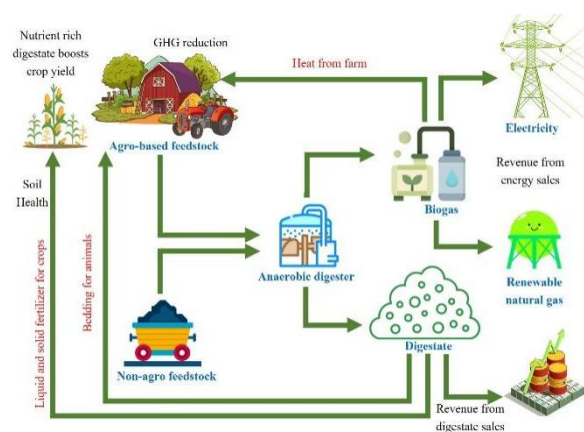 Nutrient rich
digestate boosts
crop yield
GHG reduction
Heat from farm
Agro-based feedstock
Electricity
Soil
Health
Revenue from
energy sales
Biogas
Anaerobic digester
Renewable
natural gas
Liquid and solid fertilizer for crops
Bedding for animals
Non-agro feedstock
Digestate
Revenue from
digestate sales